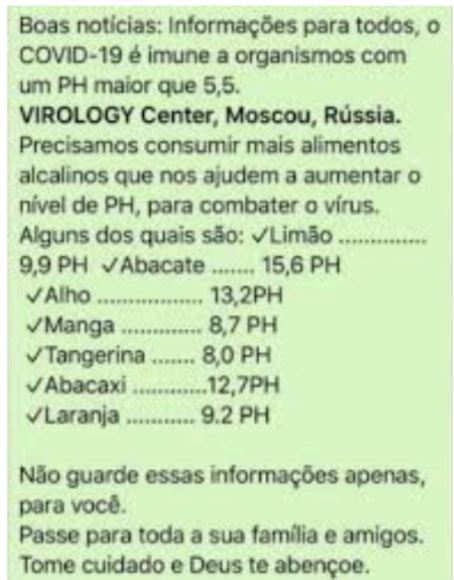 Boas notícias: Informações para todos, o
COVID-19 é imune a organismos com
um PH maior que 5,5.
VIROLOGY Center, Moscou, Rússia.
Precisamos consumir mais alimentos
alcalinos que nos ajudem a aumentar o
nível de PH, para combater o vírus.
Alguns dos quais são: ✓Limão ..............
9,9 PH ✓Abacate ....... 15,6 PH
✓Alho ................. 13,2PH
✓Manga ............. 8,7 PH
✓Tangerina ....... 8,0 PH
✓Abacaxi .............12,7PH
✓Laranja ........... 9.2 PH
Não guarde essas informações apenas,
para você.
Passe para toda a sua família e amigos.
Tome cuidado e Deus te abençoe.